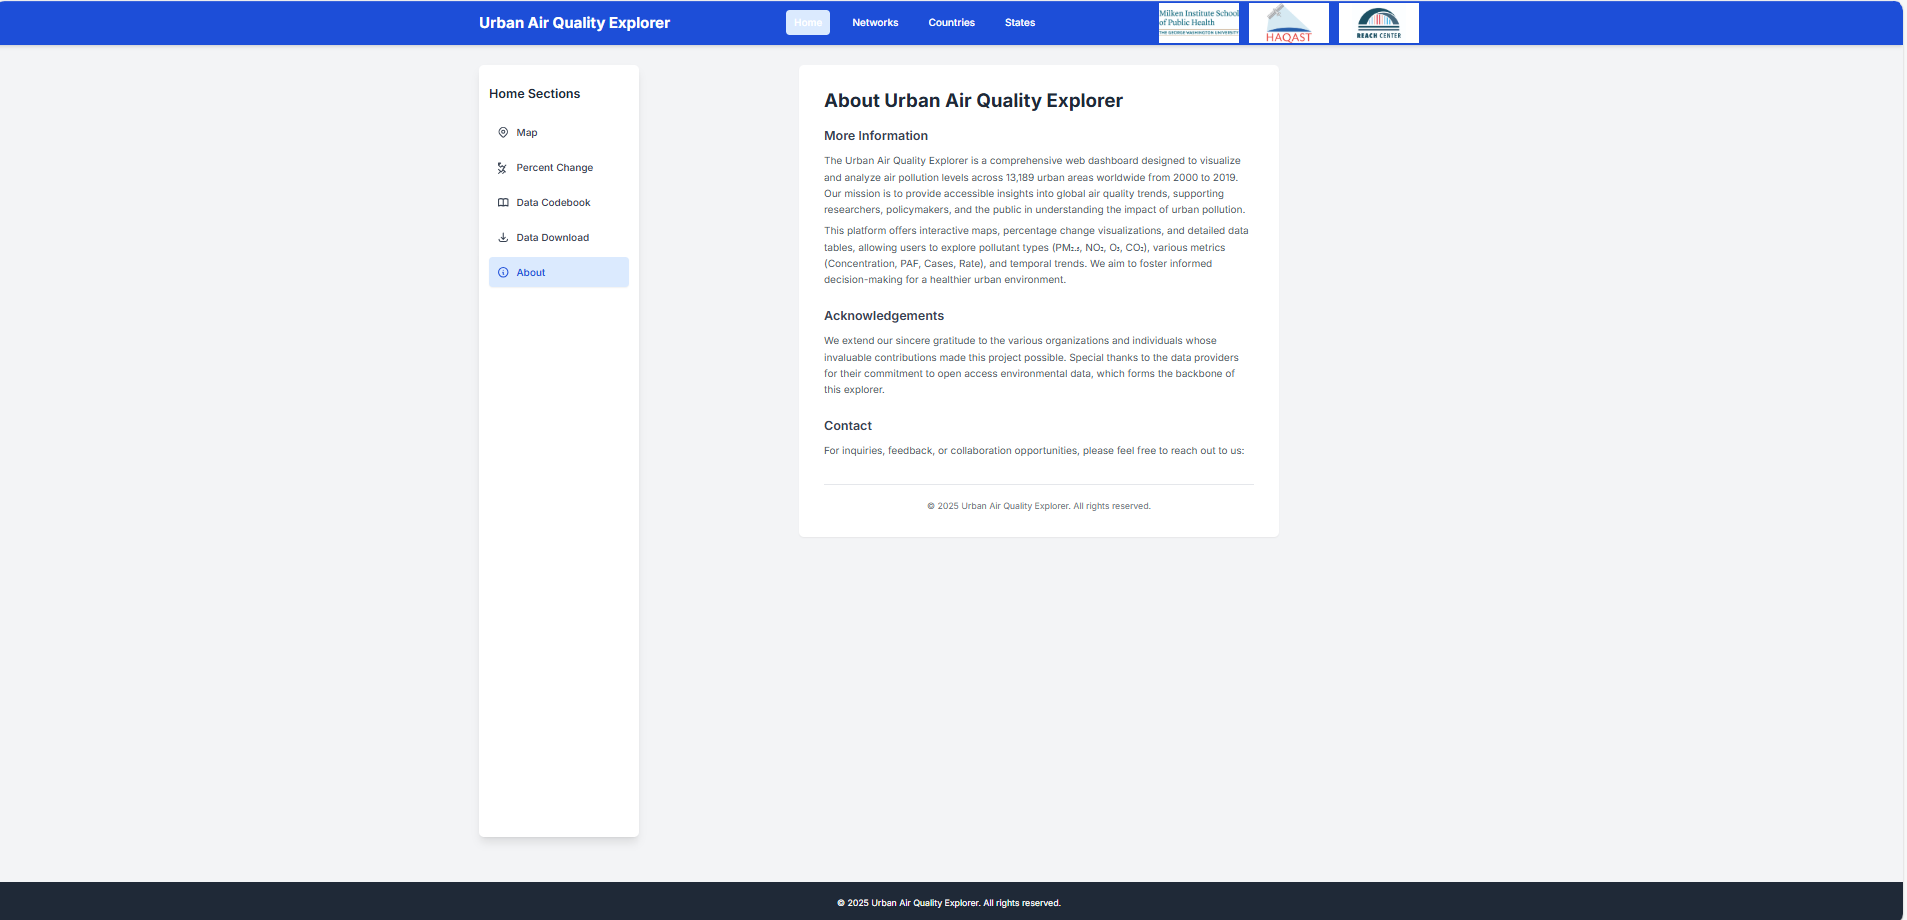 Urban Air Quality Explorer
Home
Networks
Countries
States
Milken Institute School
of Public Health
THE GEORGE WASHINGTON UNIVERSITY
HAQAST
REACH CENTER
Home Sections
Map
Percent Change
Data Codebook
Data Download
About
About Urban Air Quality Explorer
More Information
The Urban Air Quality Explorer is a comprehensive web dashboard designed to visualize
and analyze air pollution levels across 13,189 urban areas worldwide from 2000 to 2019.
Our mission is to provide accessible insights into global air quality trends, supporting
researchers, policymakers, and the public in understanding the impact of urban pollution.
This platform offers interactive maps, percentage change visualizations, and detailed data
tables, allowing users to explore pollutant types (PM₂.₅, NO₂, O₃, CO₂), various metrics
(Concentration, PAF, Cases, Rate), and temporal trends. We aim to foster informed
decision-making for a healthier urban environment.
Acknowledgements
We extend our sincere gratitude to the various organizations and individuals whose
invaluable contributions made this project possible. Special thanks to the data providers
for their commitment to open access environmental data, which forms the backbone of
this explorer.
Contact
For inquiries, feedback, or collaboration opportunities, please feel free to reach out to us:
© 2025 Urban Air Quality Explorer. All rights reserved.
© 2025 Urban Air Quality Explorer. All rights reserved.